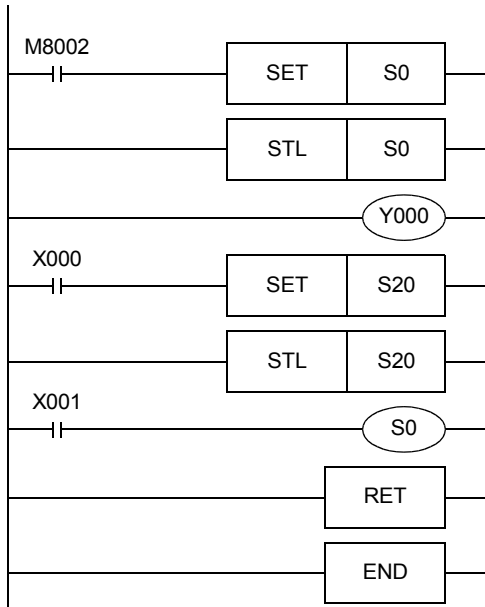 M8002
SET S0
STL S0
Y000
X000
SET S20
STL S20
X001
S0
RET
END